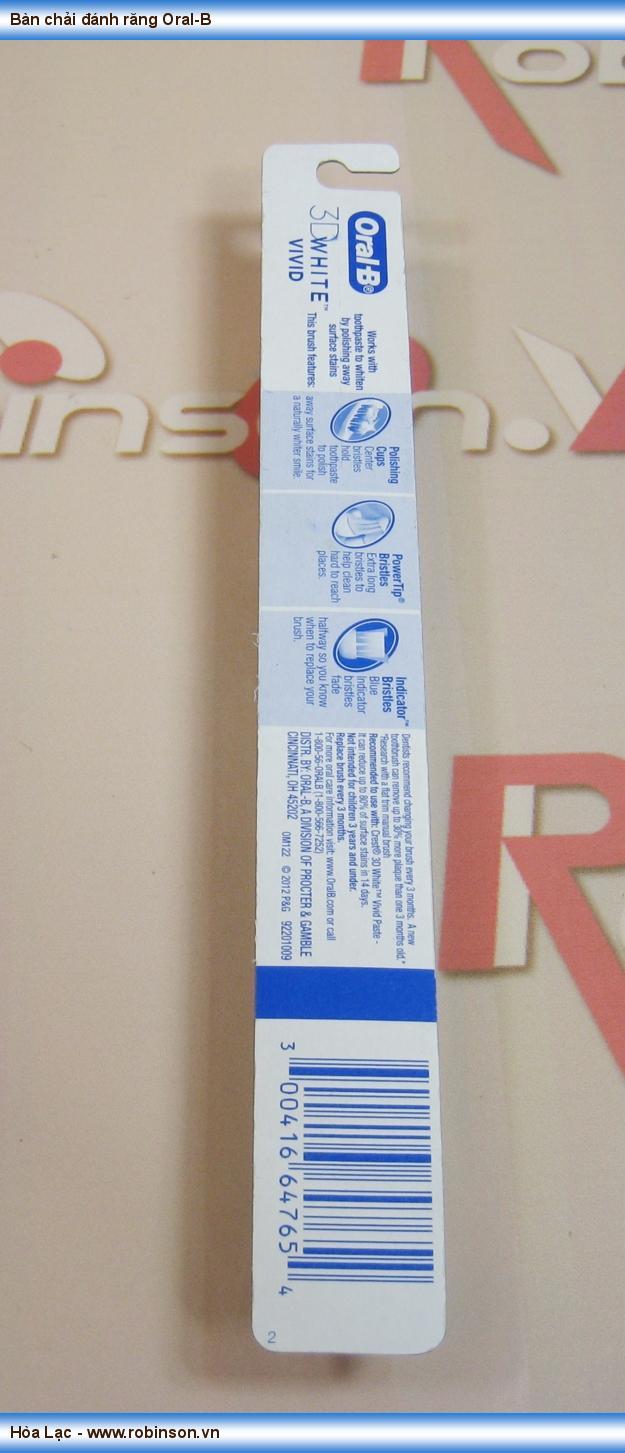 Bàn chải đánh răng Oral-B
Oral-B®
3DWHITE™
VIVID
Works with
toothpaste to whiten
by polishing away
surface stains
This brush features:
Polishing
Cups
Center
bristles
hold
toothpaste
to polish
away surface stains for
a naturally whiter smile.
PowerTip®
Bristles
Extra long
bristles to
help clean
hard to reach
places.
Indicator™
Bristles
Blue
Indicator
bristles
fade
halfway so you know
when to replace your
brush.
Dentists recommend changing your brush every 3 months. A new
toothbrush can remove up to 30% more plaque than one 3 months old.*
*Research with a flat trim manual brush
Recommended to use with: Crest® 3D White™ Vivid Paste -
It can reduce up to 80% of surface stains in 14 days.
Not intended for children 3 years and under.
Replace brush every 3 months.
For more oral care information visit: www.OralB.com or call
1-800-56-ORALB (1-800-566-7252)
DISTR. BY: ORAL-B, A DIVISION OF PROCTER & GAMBLE
CINCINNATI, OH 45202 0M122 © 2012 P&G 92201009
3 00416 64765 4
2
Hòa Lạc - www.robinson.vn